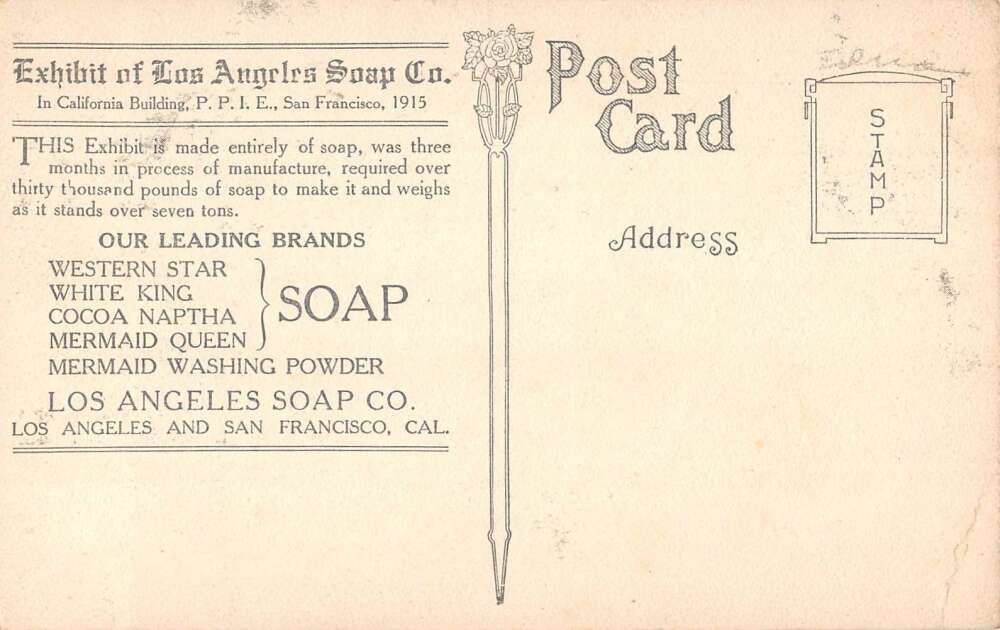 Exhibit of Los Angeles Soap Co.
In California Building, P. P. I. E., San Francisco, 1915
THIS Exhibit is made entirely of soap, was three
months in process of manufacture, required over
thirty thousand pounds of soap to make it and weighs
as it stands over seven tons.
OUR LEADING BRANDS
WESTERN STAR
WHITE KING
COCOA NAPTHA
MERMAID QUEEN
SOAP
MERMAID WASHING POWDER
LOS ANGELES SOAP CO.
LOS ANGELES AND SAN FRANCISCO, CAL.
Post
Card
Address
STAMP